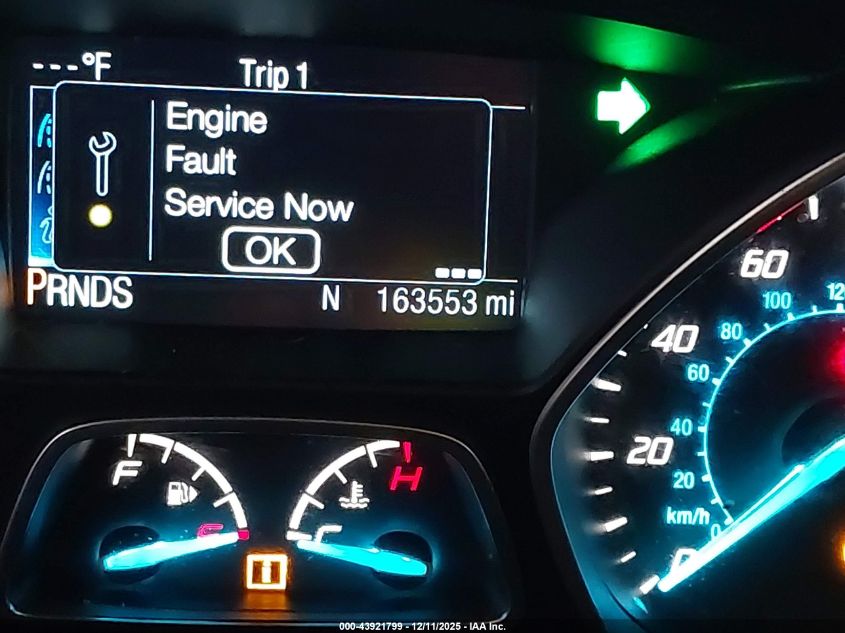 ---°F Trip 1
Engine
Fault
Service Now
OK
PRNDS N 163553 mi
F
E
C
H
0
20
40
60
km/h
0
20
40
60
80
100
000-43921799 - 12/11/2025 - IAA Inc.